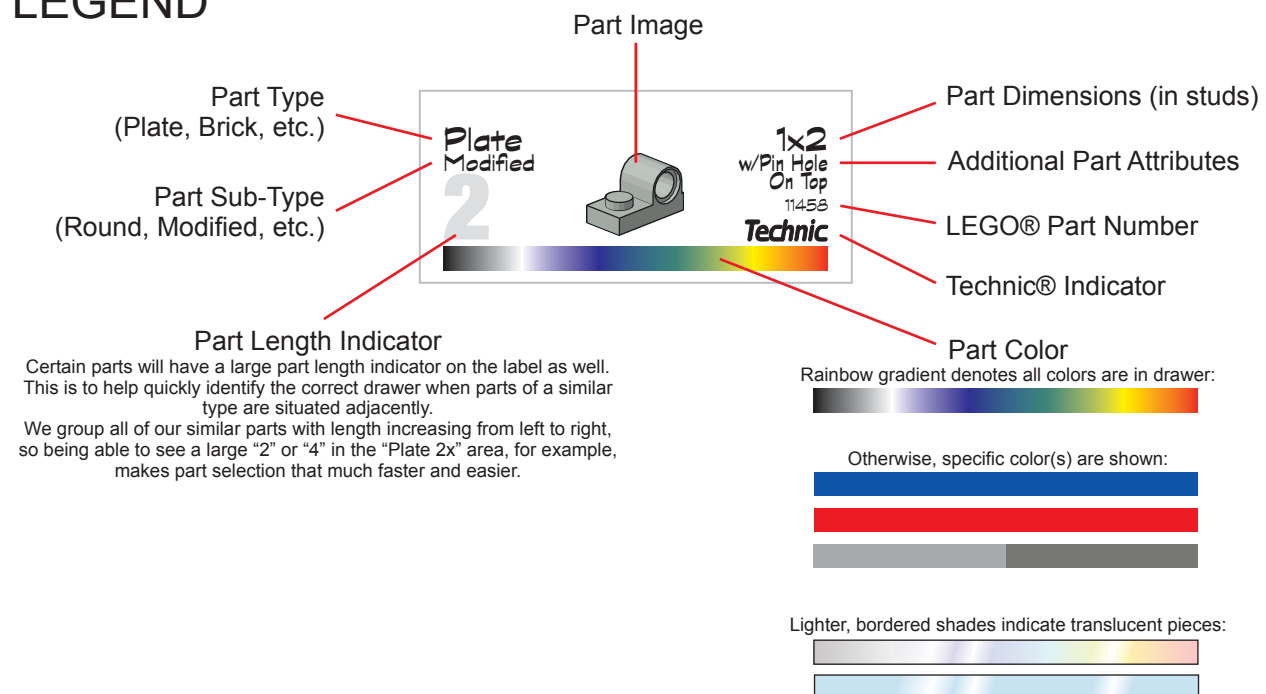 LEGEND
Part Image
Part Type
(Plate, Brick, etc.)
Part Sub-Type
(Round, Modified, etc.)
Plate
Modified
2
1x2
w/Pin Hole
On Top
11458
Technic
Part Dimensions (in studs)
Additional Part Attributes
LEGO® Part Number
Technic® Indicator
Part Length Indicator
Certain parts will have a large part length indicator on the label as well.
This is to help quickly identify the correct drawer when parts of a similar
type are situated adjacently.
We group all of our similar parts with length increasing from left to right,
so being able to see a large “2” or “4” in the “Plate 2x” area, for example,
makes part selection that much faster and easier.
Part Color
Rainbow gradient denotes all colors are in drawer:
Otherwise, specific color(s) are shown:
Lighter, bordered shades indicate translucent pieces: